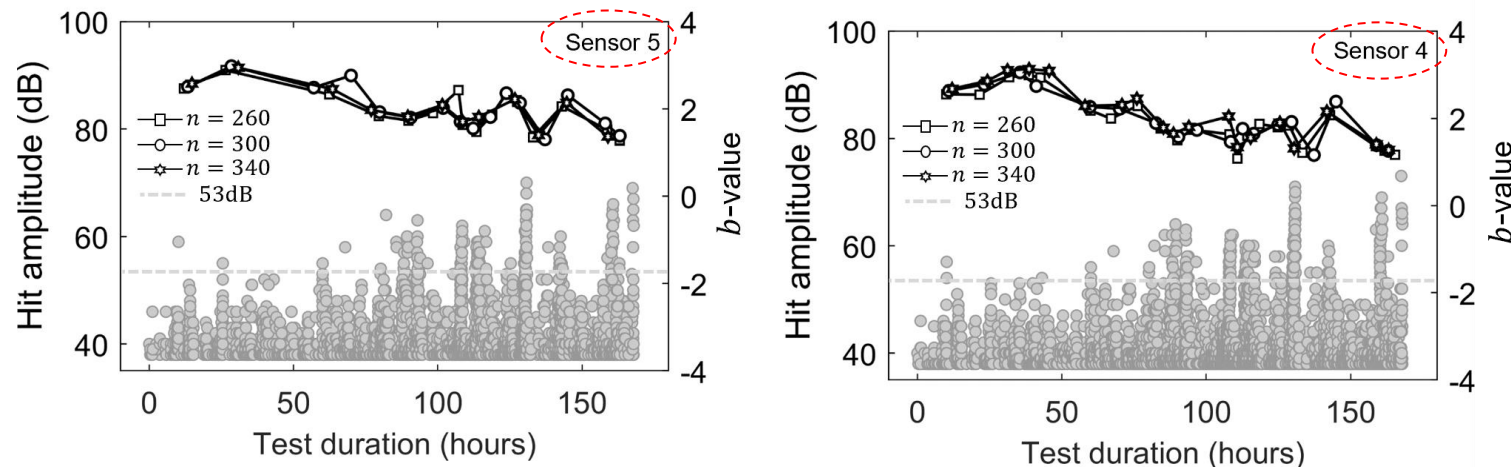 Sensor 5
Hit amplitude (dB)
100
80
60
40
n = 260
n = 300
n = 340
53dB
4
2
0
-2
-4
b-value
0
50
100
150
Test duration (hours)
Sensor 4
Hit amplitude (dB)
100
80
60
40
n = 260
n = 300
n = 340
53dB
4
2
0
-2
-4
b-value
0
50
100
150
Test duration (hours)